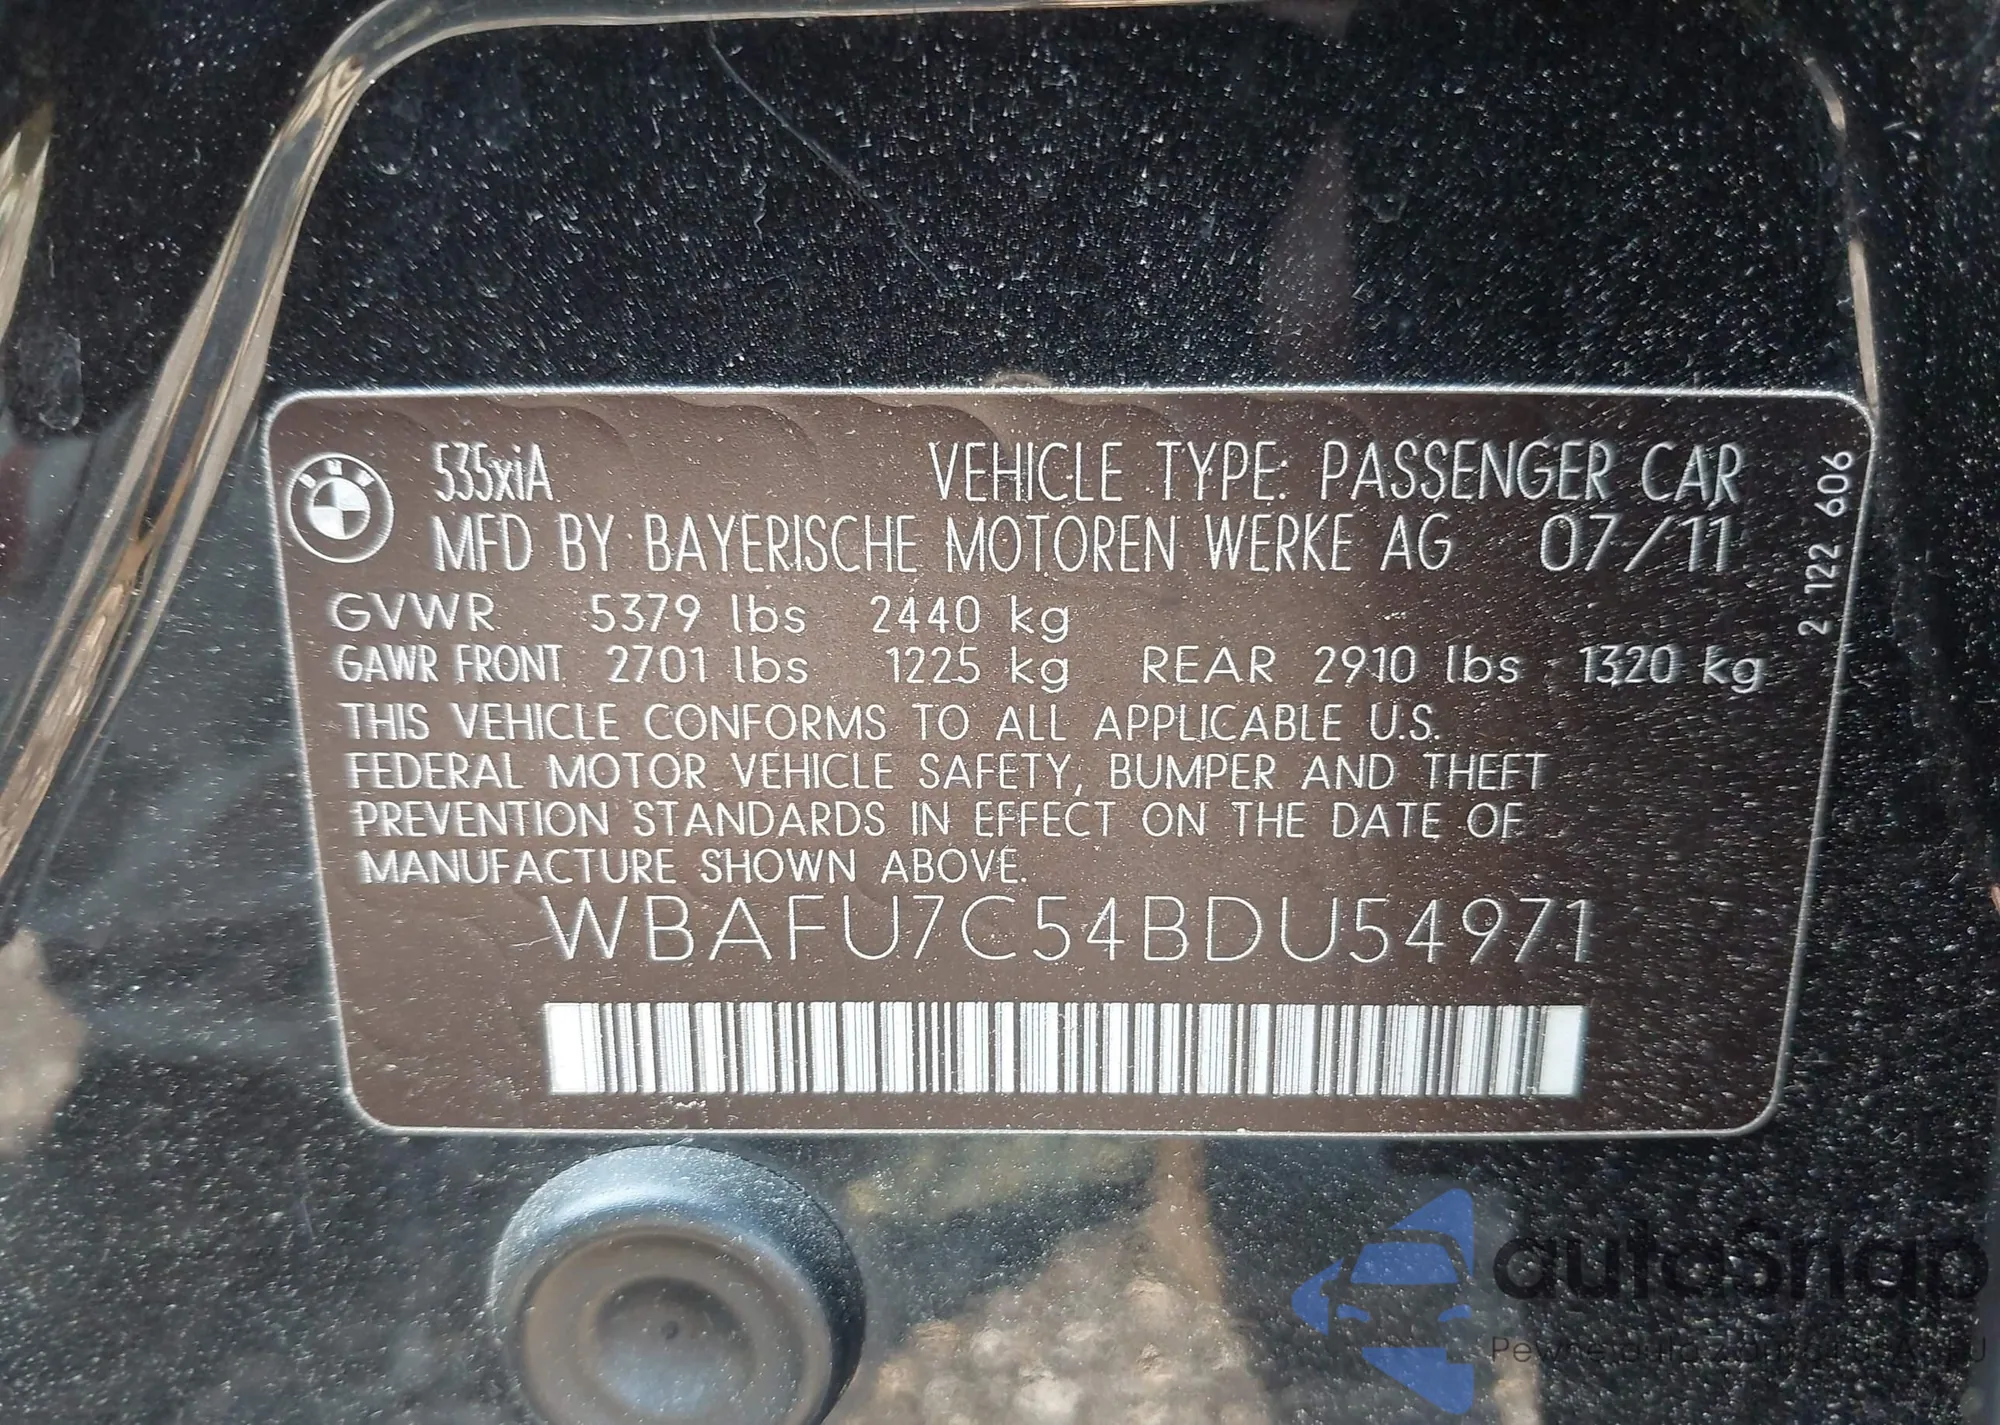 535xiA VEHICLE TYPE: PASSENGER CAR
MFD BY BAYERISCHE MOTOREN WERKE AG 07/11
GVWR 5379 lbs 2440 kg
GAWR FRONT 2701 lbs 1225 kg REAR 2910 lbs 1320 kg
THIS VEHICLE CONFORMS TO ALL APPLICABLE U.S.
FEDERAL MOTOR VEHICLE SAFETY, BUMPER AND THEFT
PREVENTION STANDARDS IN EFFECT ON THE DATE OF
MANUFACTURE SHOWN ABOVE.
WBAFU7C54BDU54971
2 122 606
autoSnap
Pewne auta z